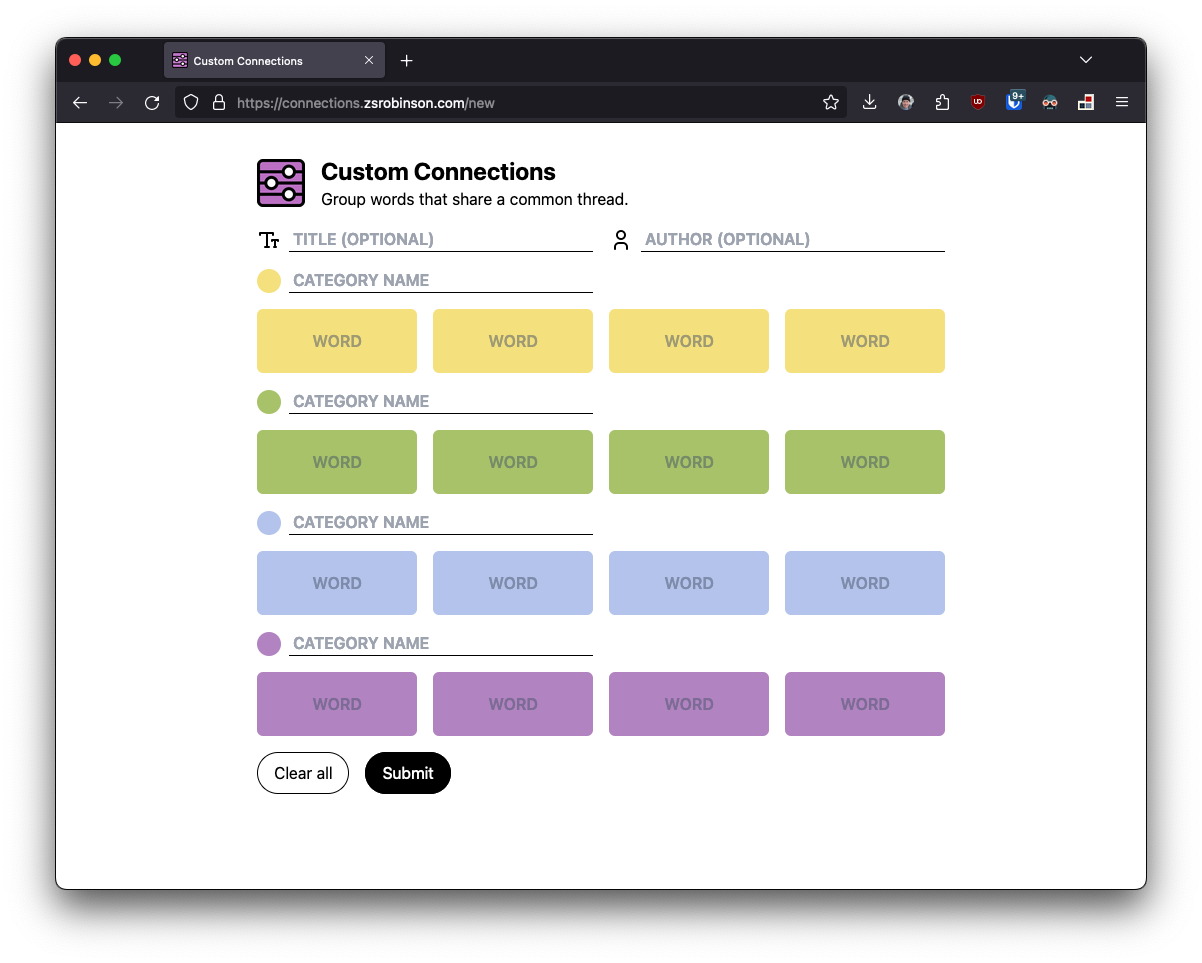 Custom Connections
https://connections.zsrobinson.com/new
UD
9+
Custom Connections
Group words that share a common thread.
TITLE (OPTIONAL) AUTHOR (OPTIONAL)
CATEGORY NAME
WORD WORD WORD WORD
CATEGORY NAME
WORD WORD WORD WORD
CATEGORY NAME
WORD WORD WORD WORD
CATEGORY NAME
WORD WORD WORD WORD
Clear all Submit